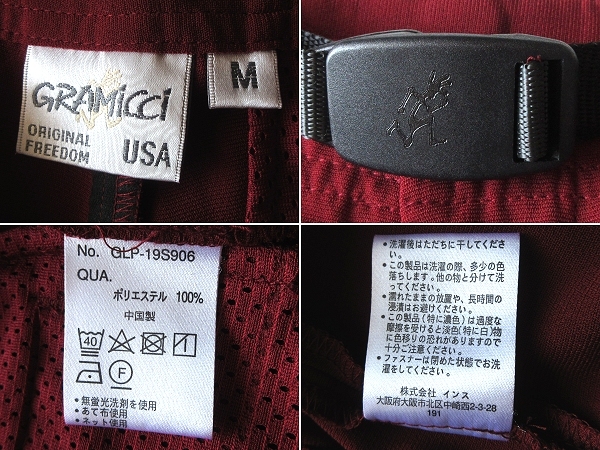 GRAMICCI
ORIGINAL
FREEDOM USA
M
No. GLP-19S906
QUA.
ポリエステル 100%
中国製
40
F
・無蛍光洗剤を使用
・あて布使用
・ネット使用
・洗濯後はただちに干してください。
・この製品は洗濯の際、多少の色
落ちします。他の物と分けて洗
ってください。
・濡れたままの放置や、長時間の
浸漬はお避けください。
・この製品(特に濃色)は過度な
摩擦を受けると淡色(特に白)物
に色移りの恐れがありますので
十分ご注意ください。
・ファスナーは閉めた状態でお洗
濯をしてください。
株式会社 インス
大阪府大阪市北区中崎西2-3-28
191